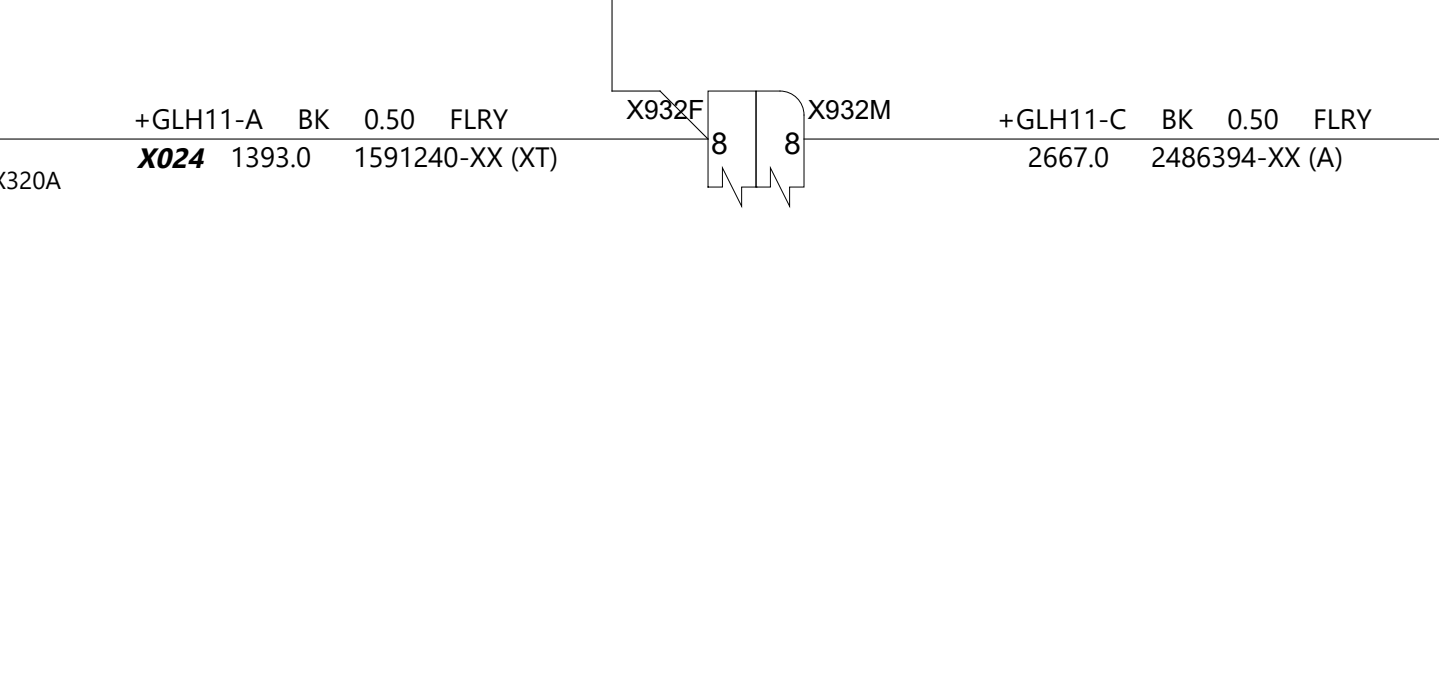 +GLH11-A BK 0.50 FLRY
X024 1393.0 1591240-XX (XT)
X320A
X932F
8
X932M
8
+GLH11-C BK 0.50 FLRY
2667.0 2486394-XX (A)